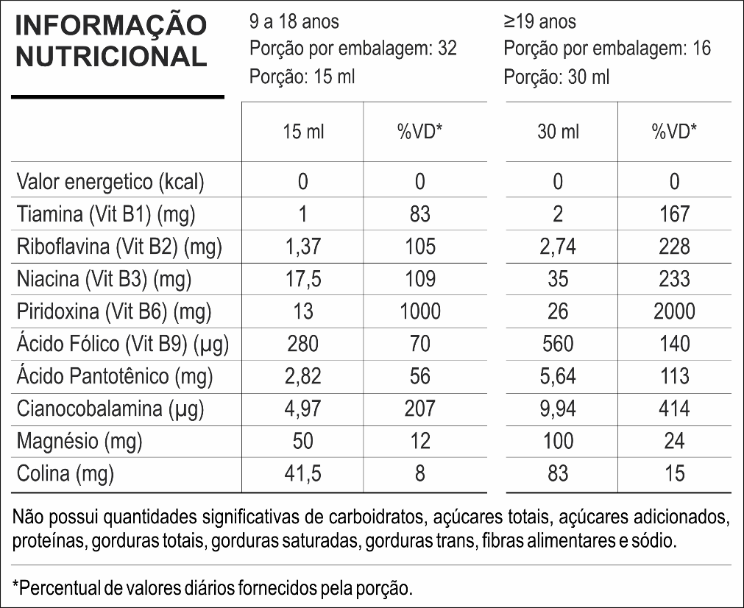 INFORMAÇÃO
NUTRICIONAL
9 a 18 anos
Porção por embalagem: 32
Porção: 15 ml
≥19 anos
Porção por embalagem: 16
Porção: 30 ml
15 ml %VD* 30 ml %VD*
Valor energetico (kcal) 0 0 0 0
Tiamina (Vit B1) (mg) 1 83 2 167
Riboflavina (Vit B2) (mg) 1,37 105 2,74 228
Niacina (Vit B3) (mg) 17,5 109 35 233
Piridoxina (Vit B6) (mg) 13 1000 26 2000
Ácido Fólico (Vit B9) (µg) 280 70 560 140
Ácido Pantotênico (mg) 2,82 56 5,64 113
Cianocobalamina (µg) 4,97 207 9,94 414
Magnésio (mg) 50 12 100 24
Colina (mg) 41,5 8 83 15
Não possui quantidades significativas de carboidratos, açúcares totais, açúcares adicionados,
proteínas, gorduras totais, gorduras saturadas, gorduras trans, fibras alimentares e sódio.
*Percentual de valores diários fornecidos pela porção.